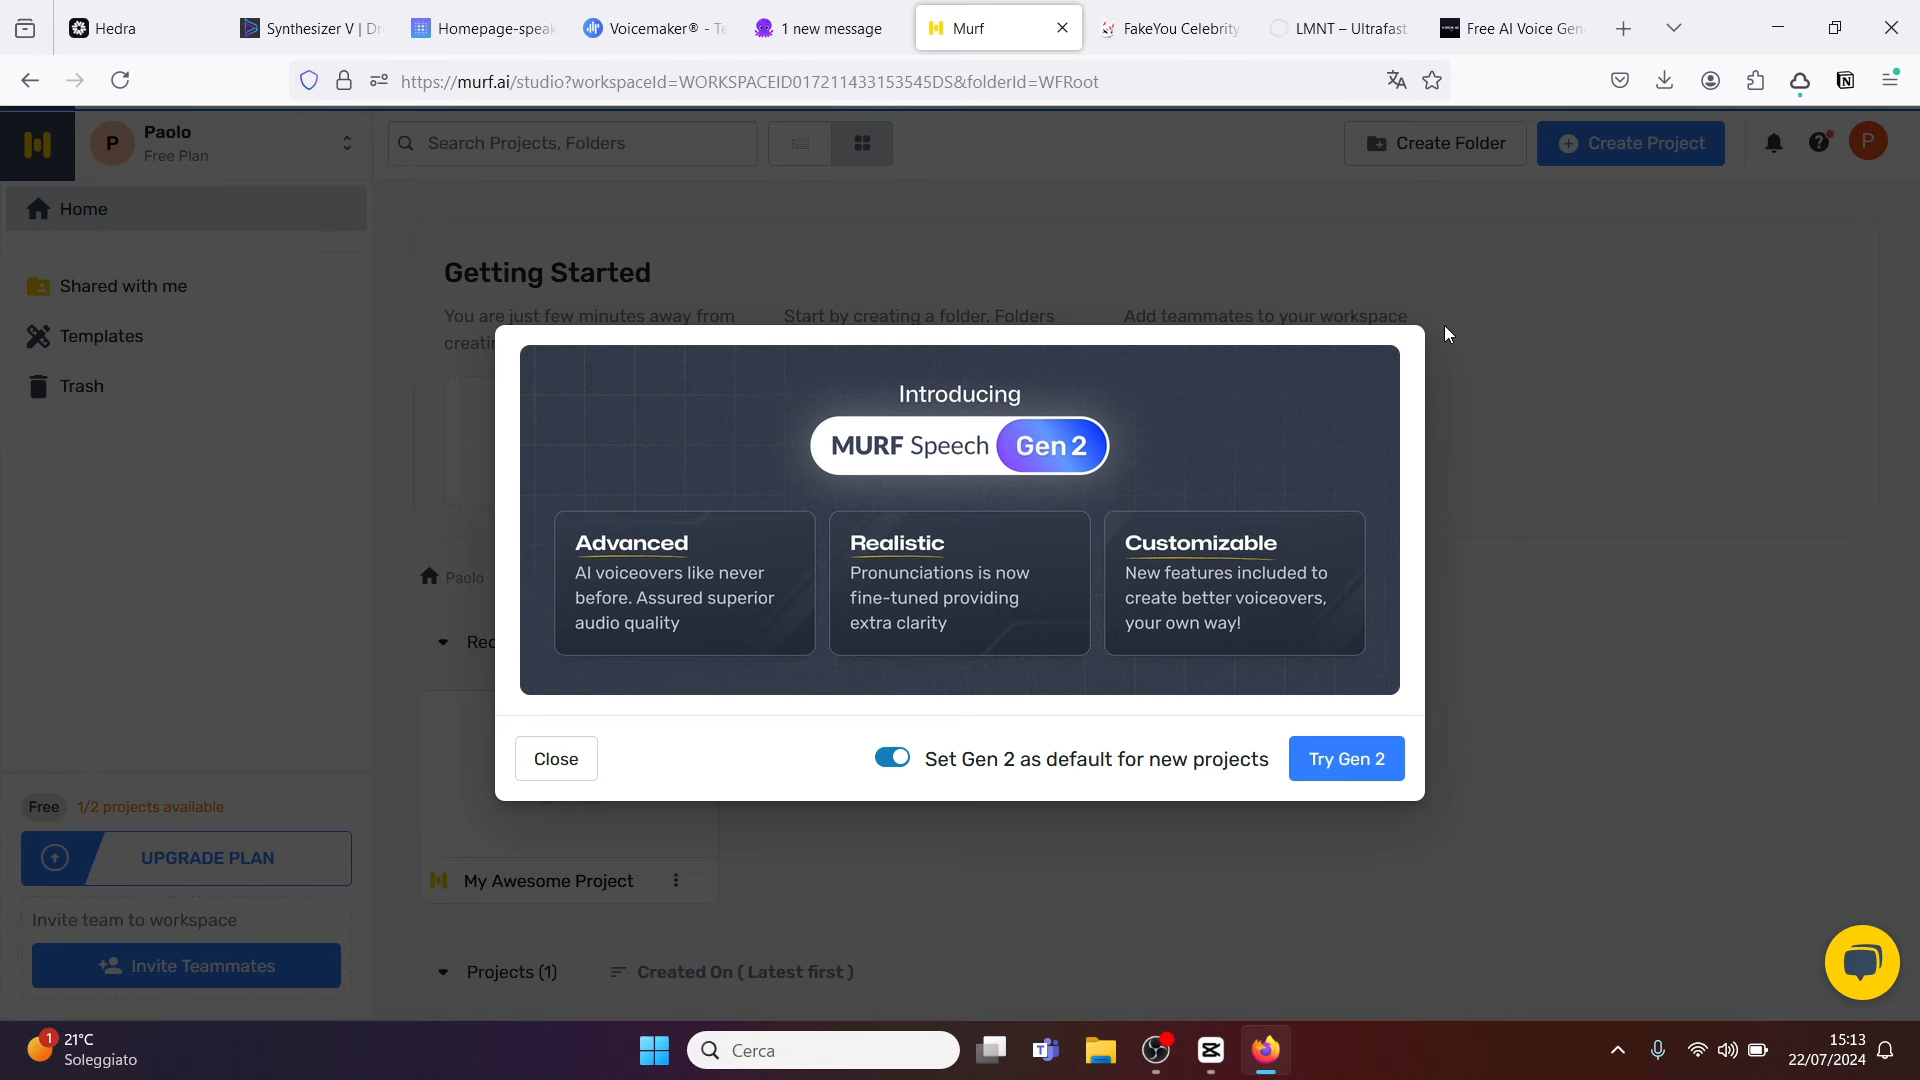 Hedra
Synthesizer V | Dr
Homepage-speak
Voicemaker® - Te
1 new message
Murf
FakeYou Celebrity
LMNT – Ultrafast
Free AI Voice Gen
https://murf.ai/studio?workspaceId=WORKSPACEID017211433153545DS&folderId=WFRoot
P
Paolo
Free Plan
Search Projects, Folders
Create Folder
Create Project
P
Home
Shared with me
Templates
Trash
Getting Started
You are just few minutes away from
creatin
Start by creating a folder. Folders
Add teammates to your workspace
Introducing
MURF Speech Gen 2
Advanced
AI voiceovers like never
before. Assured superior
audio quality
Realistic
Pronunciations is now
fine-tuned providing
extra clarity
Customizable
New features included to
create better voiceovers,
your own way!
Close
Set Gen 2 as default for new projects
Try Gen 2
Paolo
Rec
My Awesome Project
Projects (1)
Created On ( Latest first )
Free
1/2 projects available
UPGRADE PLAN
Invite team to workspace
Invite Teammates
1
21°C
Soleggiato
Cerca
15:13
22/07/2024